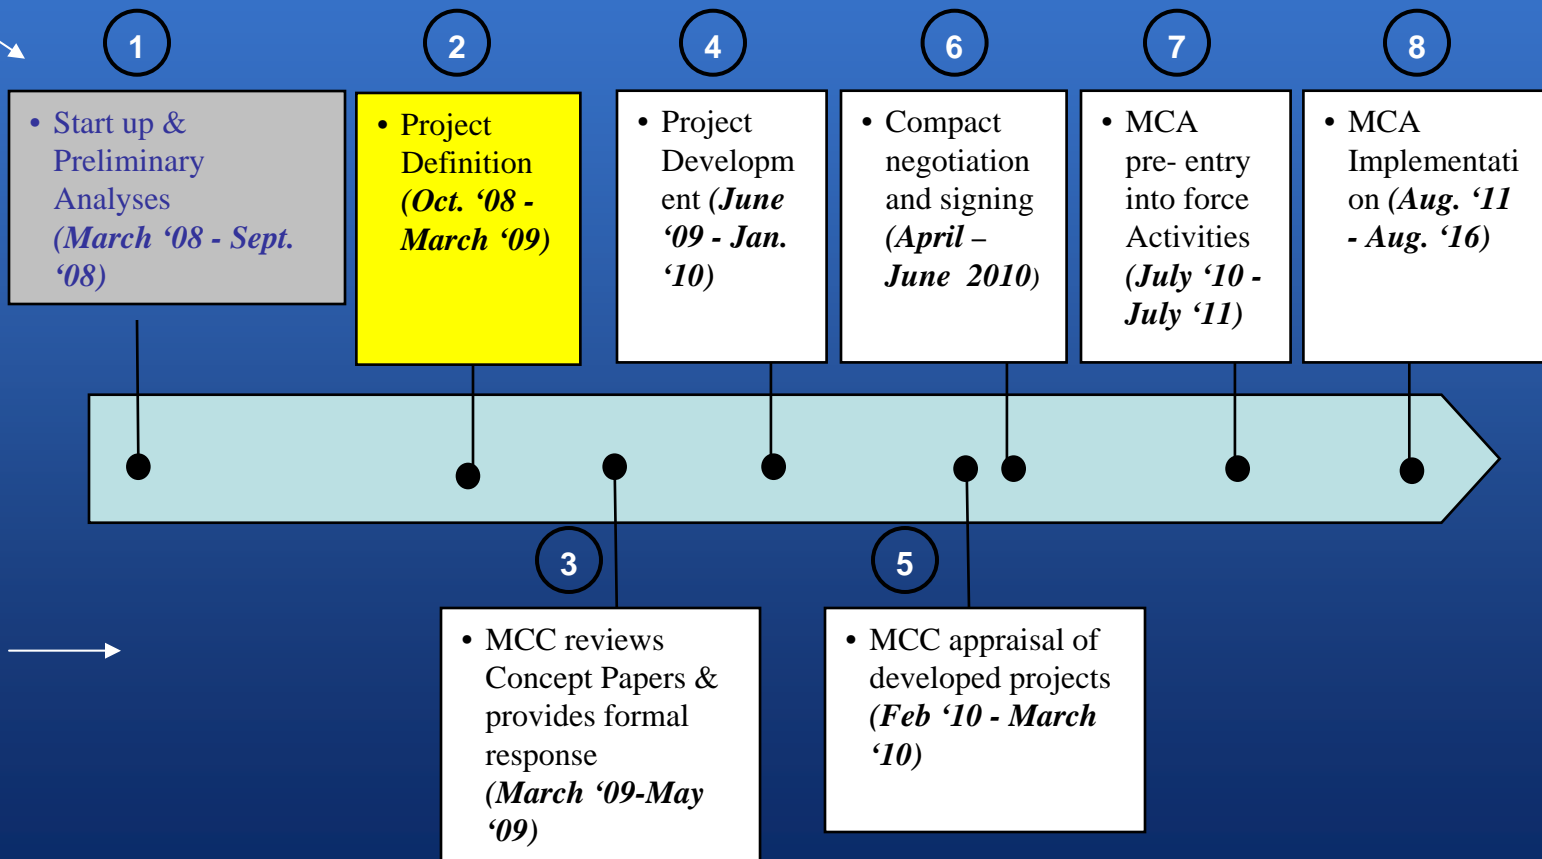 1
• Start up &
Preliminary
Analyses
(March ‘08 - Sept.
‘08)
2
• Project
Definition
(Oct. ‘08 -
March ‘09)
4
• Project
Developm
ent (June
‘09 - Jan.
‘10)
6
• Compact
negotiation
and signing
(April –
June 2010)
7
• MCA
pre- entry
into force
Activities
(July ‘10 -
July ‘11)
8
• MCA
Implementati
on (Aug. ‘11
- Aug. ‘16)
3
• MCC reviews
Concept Papers &
provides formal
response
(March ‘09-May
‘09)
5
• MCC appraisal of
developed projects
(Feb ‘10 - March
‘10)